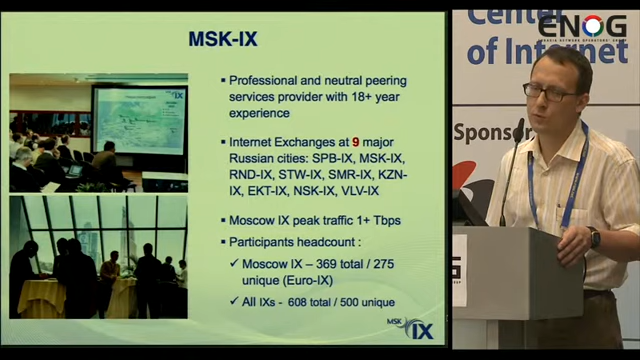 MSK-IX
Professional and neutral peering
services provider with 18+ year
experience
Internet Exchanges at 9 major
Russian cities: SPB-IX, MSK-IX,
RND-IX, STW-IX, SMR-IX, KZN-
IX, EKT-IX, NSK-IX, VLV-IX
Moscow IX peak traffic 1+ Tbps
Participants headcount :
Moscow IX – 369 total / 275
unique (Euro-IX)
All IXs - 608 total / 500 unique
MSK IX
Center
of Internet
ENOG
Sponsor